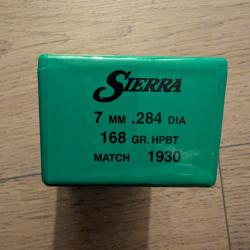 SIERRA
7 MM .284 DIA
168 GR. HPBT
MATCH 1930